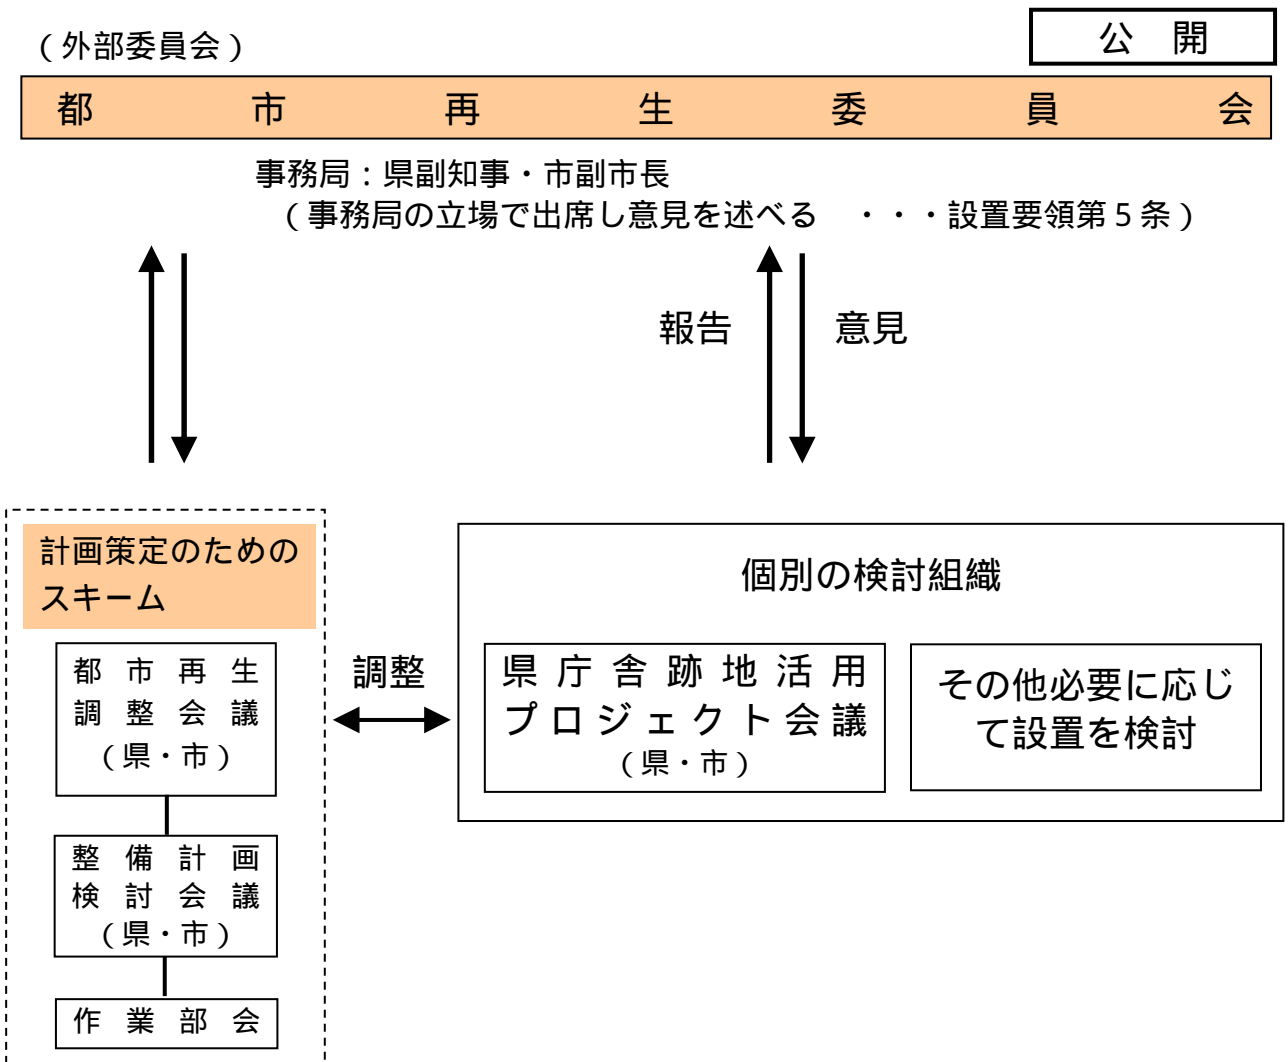 （外部委員会）
公　開
都市再生委員会
事務局：県副知事・市副市長
（事務局の立場で出席し意見を述べる　・・・設置要領第５条）
報告
意見
計画策定のための
スキーム
都市再生
調整会議
（県・市）
整備計画
検討会議
（県・市）
作業部会
調整
個別の検討組織
県庁舎跡地活用
プロジェクト会議
（県・市）
その他必要に応じ
て設置を検討